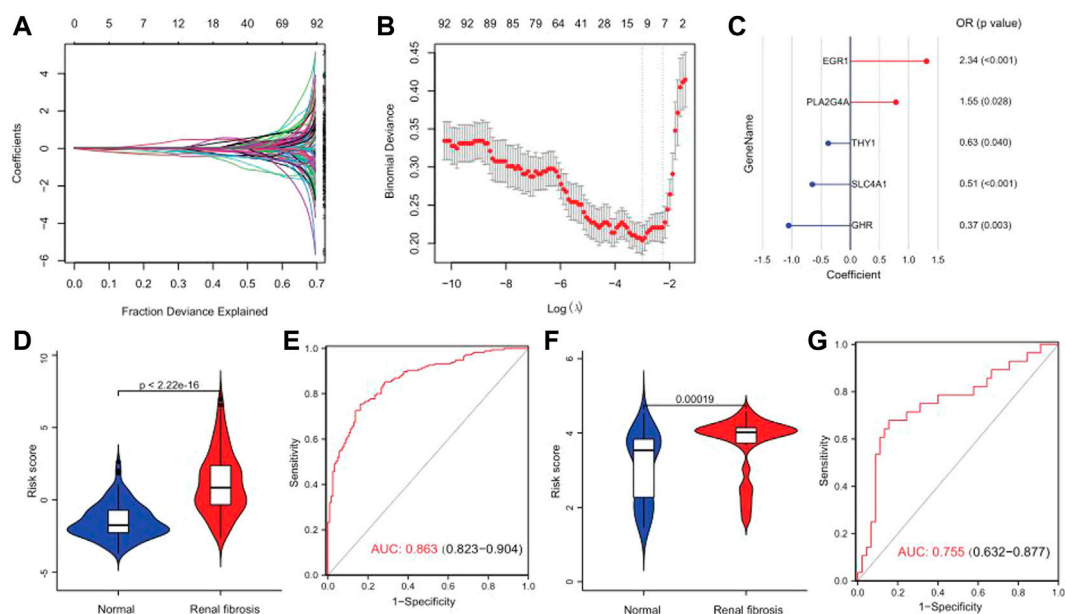 A
0 5 7 12 18 40 69 92
4
2
0
−2
−4
−6
Coefficients
0.0 0.1 0.2 0.3 0.4 0.5 0.6 0.7
Fraction Deviance Explained
B
92 92 89 85 79 64 41 28 15 9 7 2
0.45
0.40
0.35
0.30
0.25
0.20
Binomial Deviance
−10 −8 −6 −4 −2
Log (λ)
C
OR (p value)
EGR1 2.34 (<0.001)
PLA2G4A 1.55 (0.028)
THY1 0.63 (0.040)
SLC4A1 0.51 (<0.001)
GHR 0.37 (0.003)
GeneName
-1.5 -1.0 -0.5 0.0 0.5 1.0 1.5
Coefficient
D
10
5
0
-5
Risk score
p < 2.22e-16
Normal Renal fibrosis
E
1.0
0.8
0.6
0.4
0.2
0.0
Sensitivity
AUC: 0.863 (0.823−0.904)
0.0 0.2 0.4 0.6 0.8 1.0
1−Specificity
F
6
4
2
0
Risk score
0.00019
Normal Renal fibrosis
G
1.0
0.8
0.6
0.4
0.2
0.0
Sensitivity
AUC: 0.755 (0.632−0.877)
0.0 0.2 0.4 0.6 0.8 1.0
1−Specificity